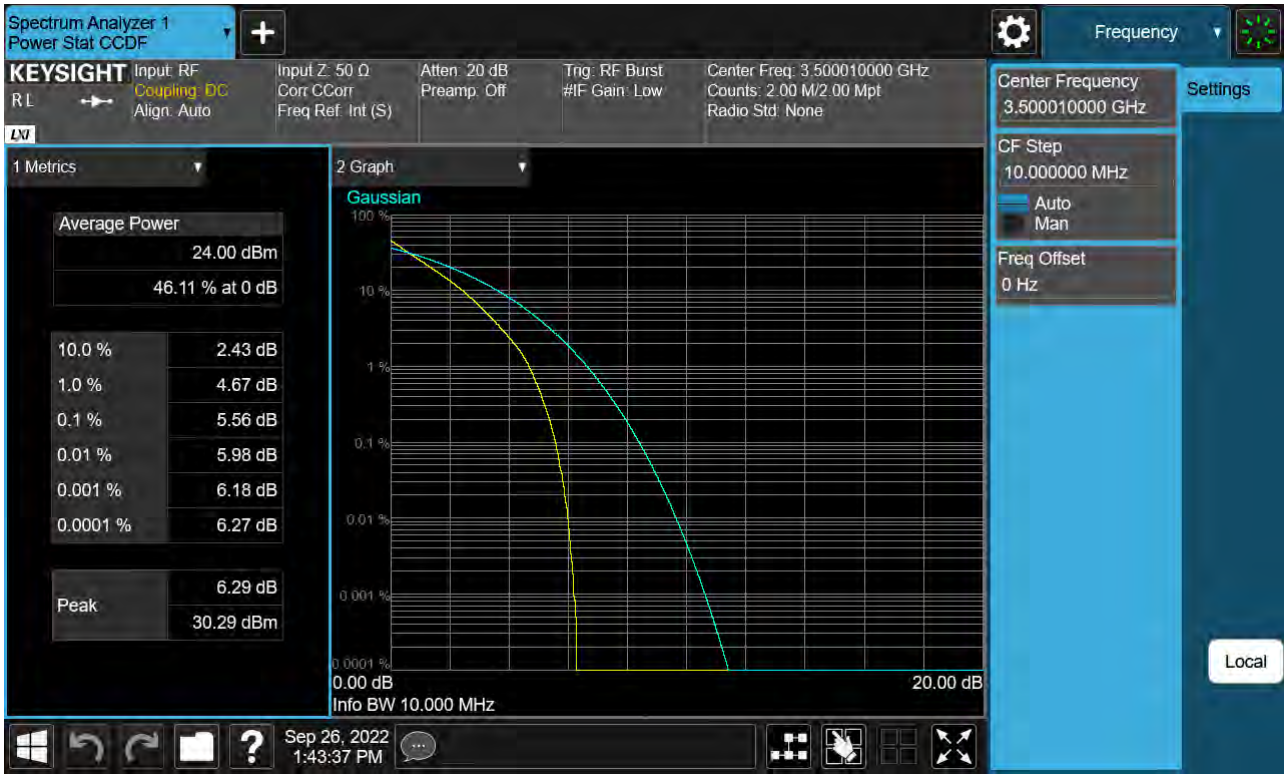 Spectrum Analyzer 1
Power Stat CCDF
Frequency
KEYSIGHT
RL
LXI
Input: RF
Coupling: DC
Align: Auto
Input Z: 50 Ω
Corr CCorr
Freq Ref: Int (S)
Atten: 20 dB
Preamp: Off
Trig: RF Burst
#IF Gain: Low
Center Freq: 3.500010000 GHz
Counts: 2.00 M/2.00 Mpt
Radio Std: None
Center Frequency
3.500010000 GHz
Settings
CF Step
10.000000 MHz
Auto
Man
Freq Offset
0 Hz
1 Metrics
Average Power
24.00 dBm
46.11 % at 0 dB
10.0 % 2.43 dB
1.0 % 4.67 dB
0.1 % 5.56 dB
0.01 % 5.98 dB
0.001 % 6.18 dB
0.0001 % 6.27 dB
Peak
6.29 dB
30.29 dBm
2 Graph
Gaussian
100 %
10 %
1 %
0.1 %
0.01 %
0.001 %
0.0001 %
0.00 dB
20.00 dB
Info BW 10.000 MHz
Local
?
Sep 26, 2022
1:43:37 PM